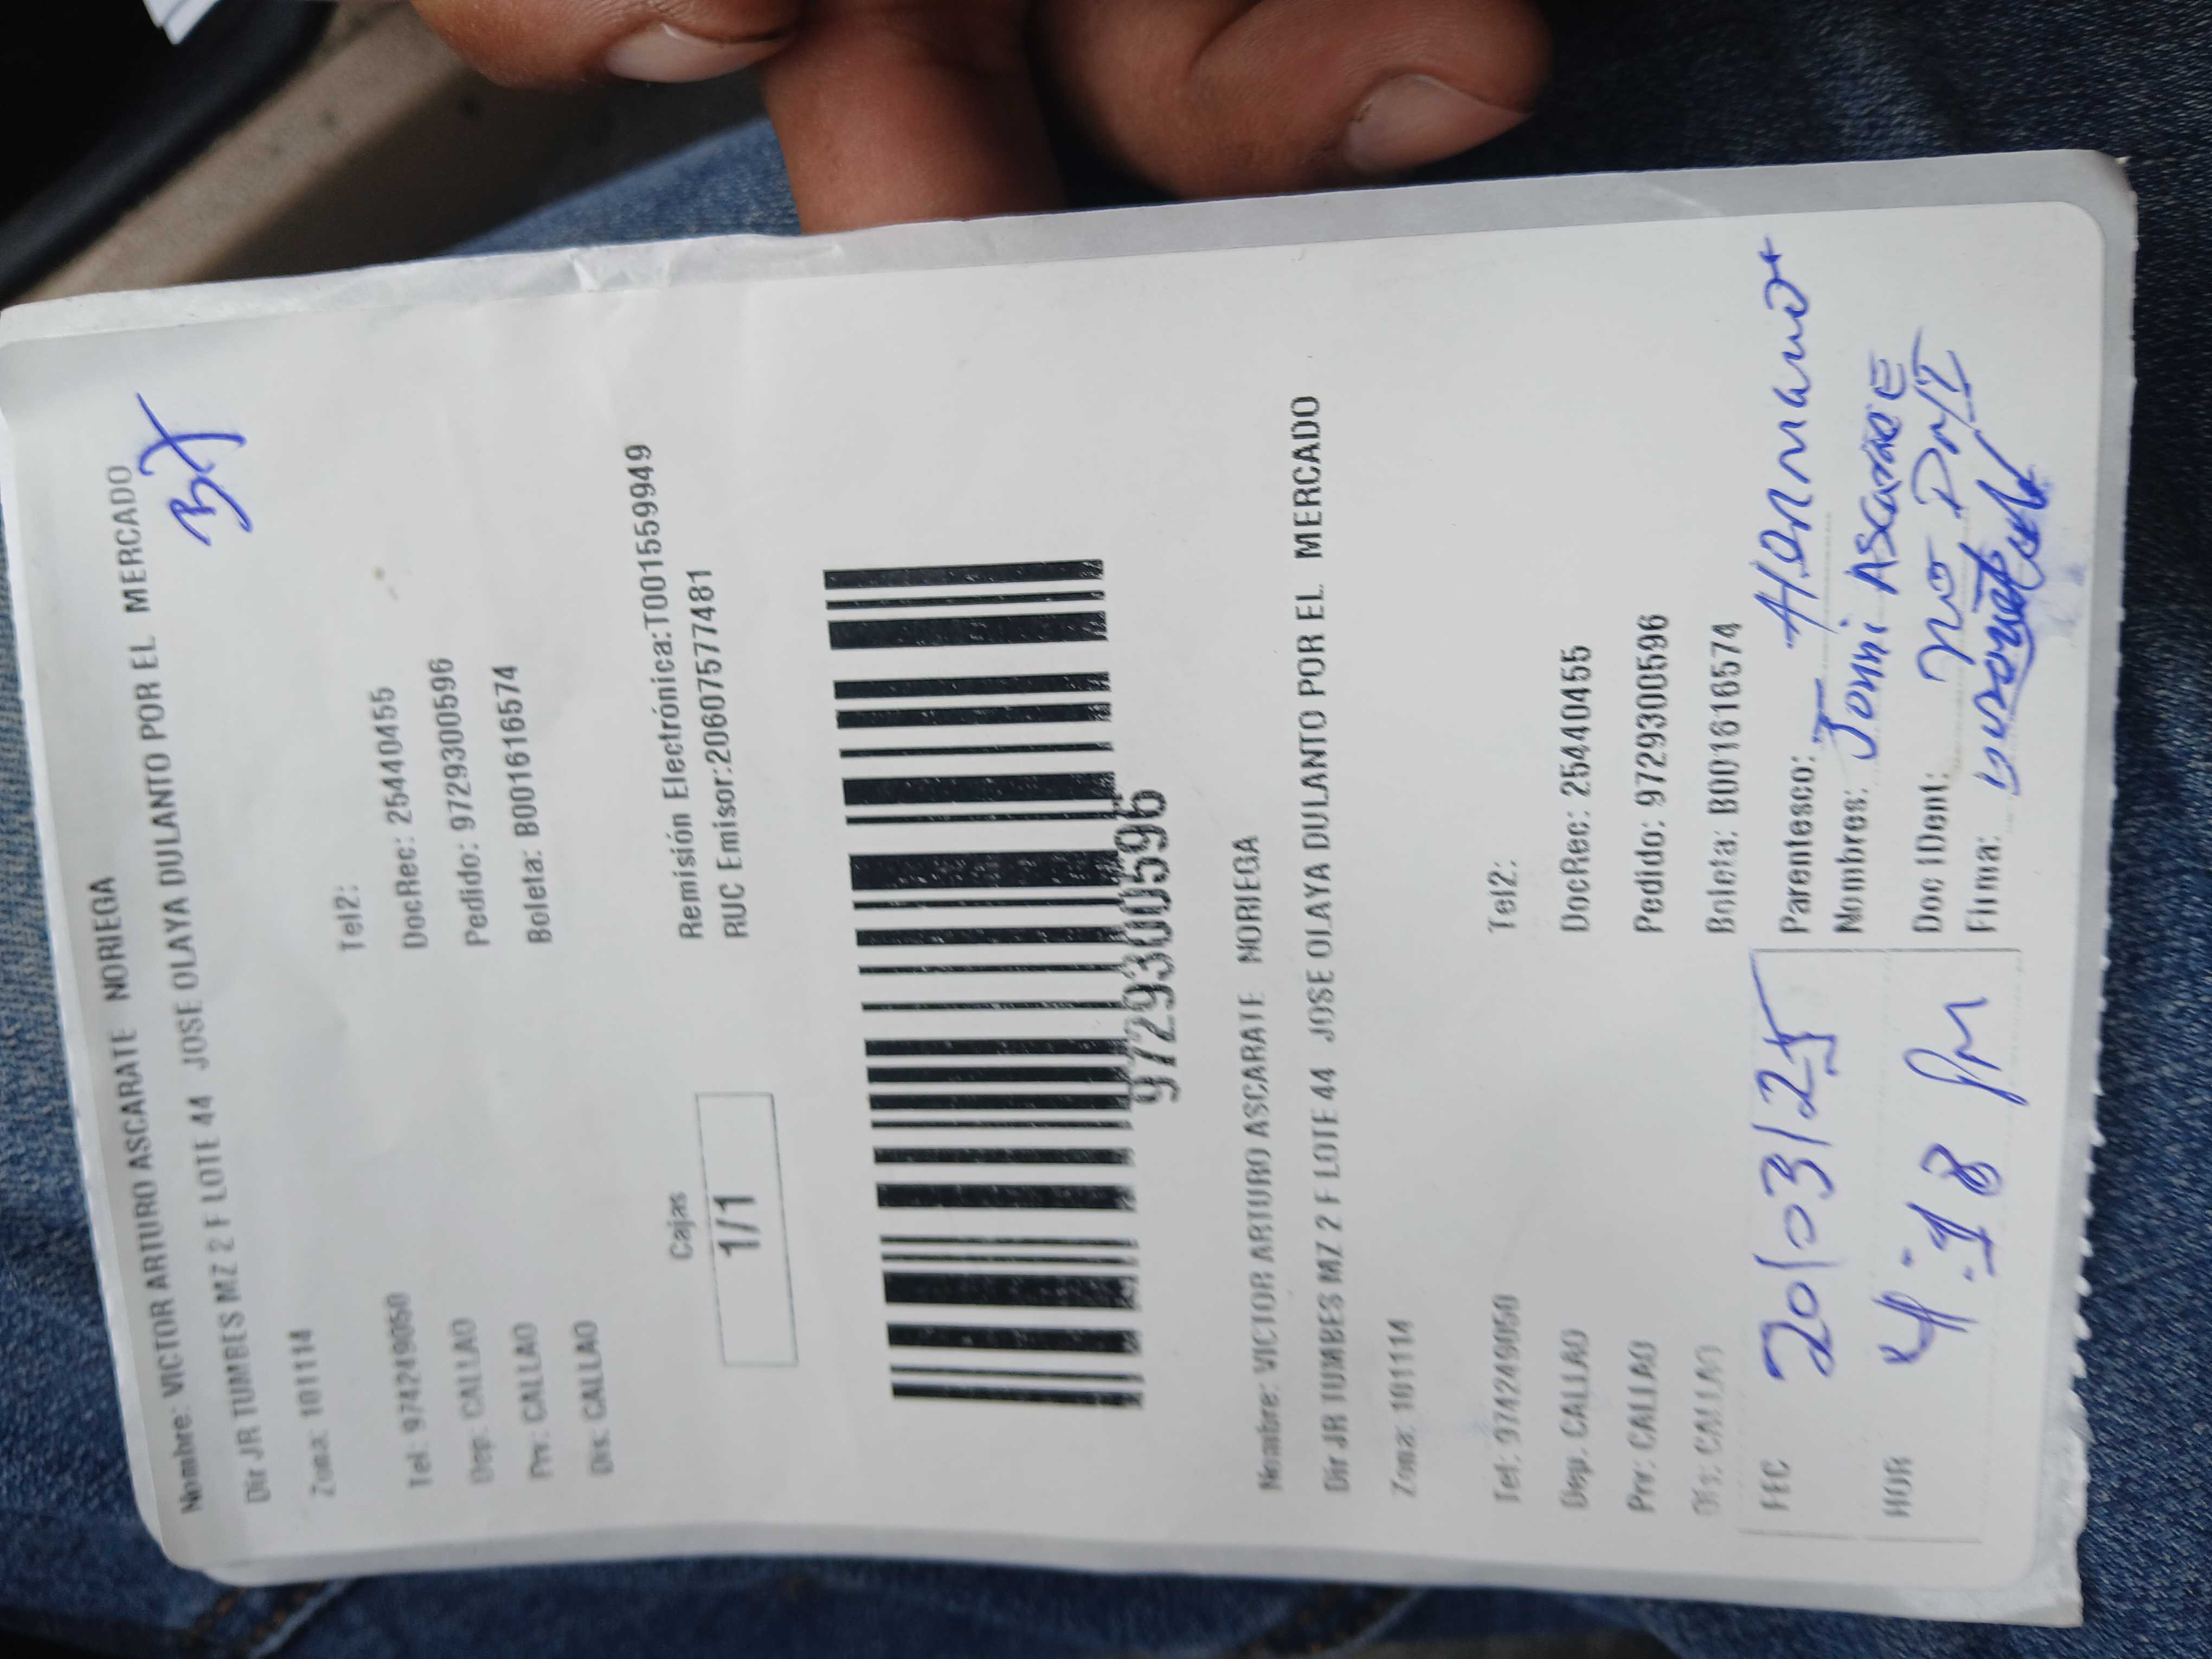 Nombre: VICTOR ARTURO ASCARATE NORIEGA
Dir JR TUMBES MZ 2 F LOTE 44 JOSE OLAYA DULANTO POR EL MERCADO
Zona: 101114
Tel: 974249050 Tel2:
Dep: CALLAO DocRec: 25440455
Prv: CALLAO Pedido: 972930O596
Dis: CALLAO Boleta: B001616574
Cajas
1/1
Remisión Electrónica:T001559949
RUC Emisor:20607577481
9729300596
Nombre: VICTOR ARTURO ASCARATE NORIEGA
Dir JR TUMBES MZ 2 F LOTE 44 JOSE OLAYA DULANTO POR EL MERCADO
Zona: 101114
Tel: 974249050 Tel2:
Dep. CALLAO DocRec: 25440455
Prv: CALLAO Pedido: 9729300596
Dis: CALLAO Boleta: B001616574
FEC 20/03/25 Parentesco: Hermano
Nombres: Jonni ASCARATE
HOR 4:18 PM Doc IDent: NO DNI
Firma: